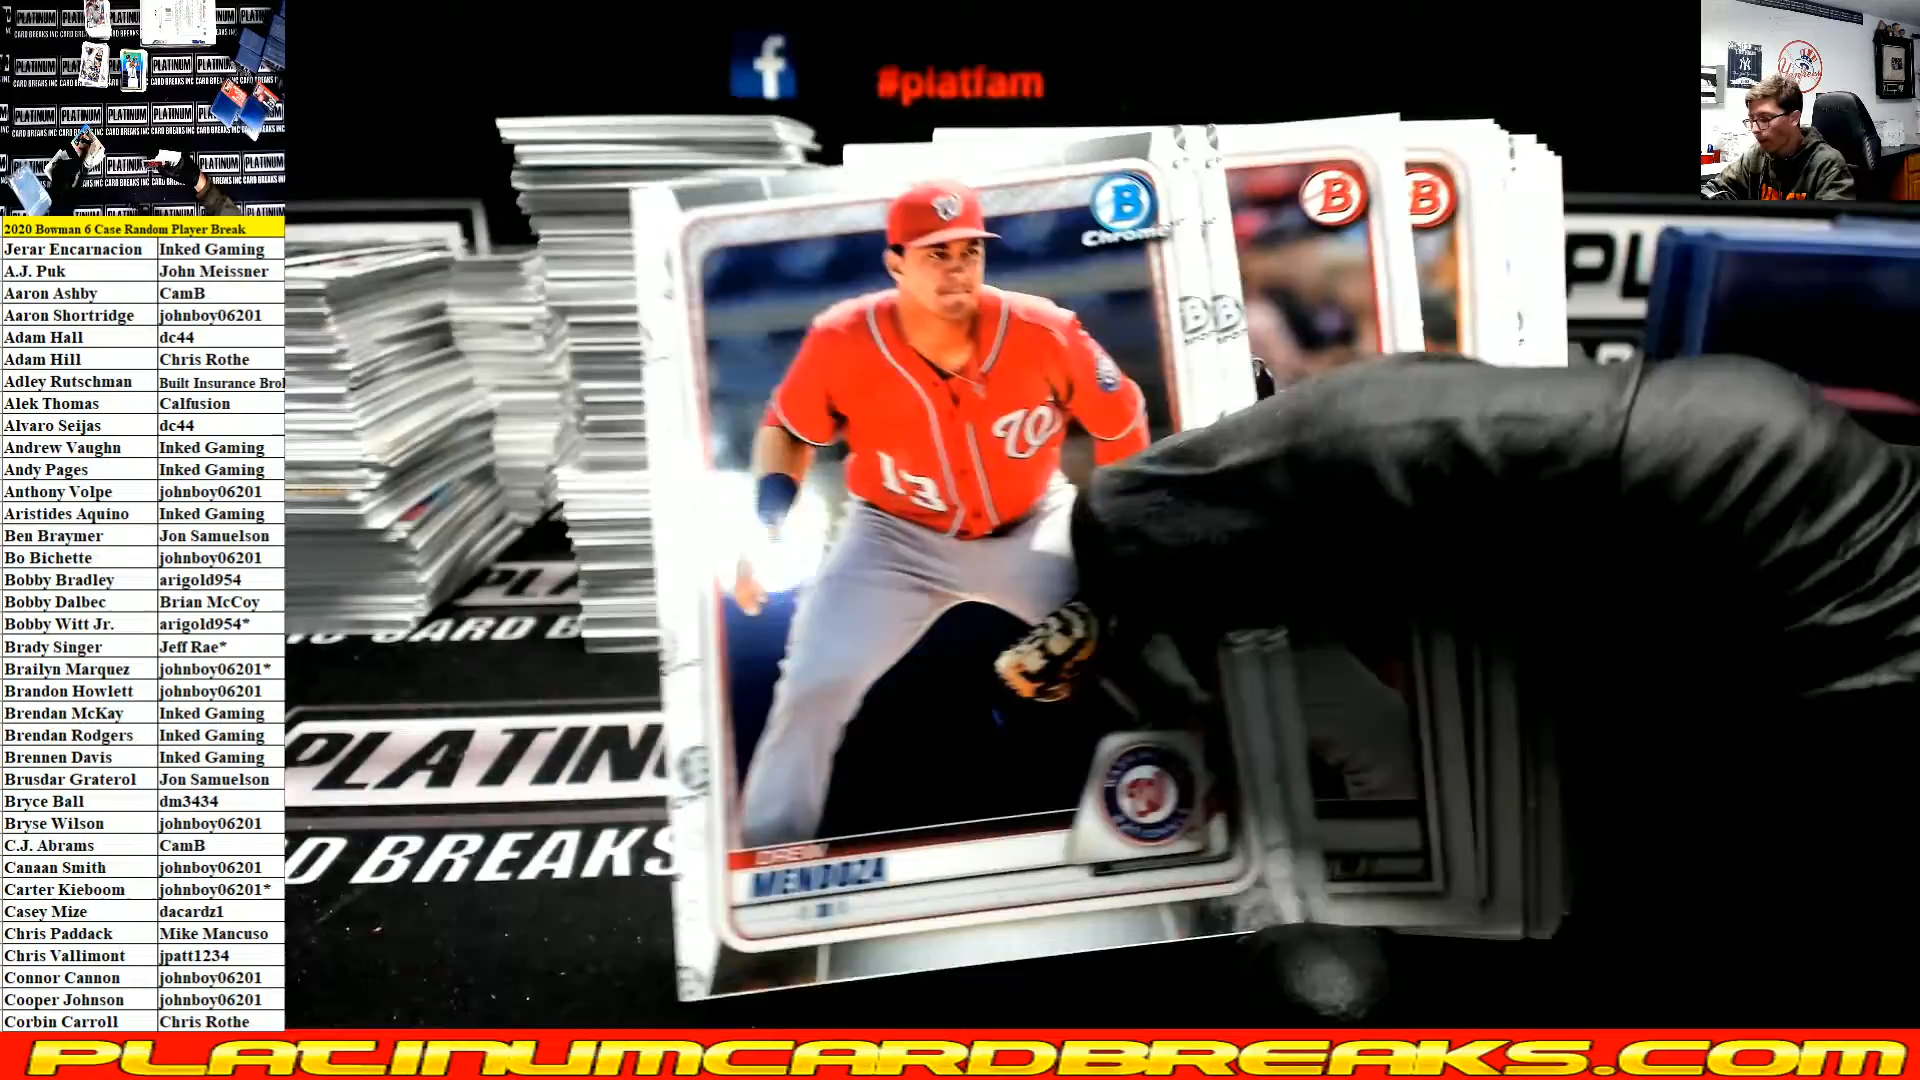 #platfam
2020 Bowman 6 Case Random Player Break
Jerar Encarnacion Inked Gaming
A.J. Puk John Meissner
Aaron Ashby CamB
Aaron Shortridge johnboy06201
Adam Hall dc44
Adam Hill Chris Rothe
Adley Rutschman Built Insurance Bro
Alek Thomas Calfusion
Alvaro Seijas dc44
Andrew Vaughn Inked Gaming
Andy Pages Inked Gaming
Anthony Volpe johnboy06201
Aristides Aquino Inked Gaming
Ben Braymer Jon Samuelson
Bo Bichette johnboy06201
Bobby Bradley arigold954
Bobby Dalbec Brian McCoy
Bobby Witt Jr. arigold954*
Brady Singer Jeff Rae*
Brailyn Marquez johnboy06201*
Brandon Howlett johnboy06201
Brendan McKay Inked Gaming
Brendan Rodgers Inked Gaming
Brennen Davis Inked Gaming
Brusdar Graterol Jon Samuelson
Bryce Ball dm3434
Bryse Wilson johnboy06201
C.J. Abrams CamB
Canaan Smith johnboy06201
Carter Kieboom johnboy06201*
Casey Mize dacardz1
Chris Paddack Mike Mancuso
Chris Vallimont jpatt1234
Connor Cannon johnboy06201
Cooper Johnson johnboy06201
Corbin Carroll Chris Rothe
B
Chrome
B
B
W
13
DREW
MENDOZA
PLATIN
D BREAKS
PLATINUMCARDBREAKS.COM